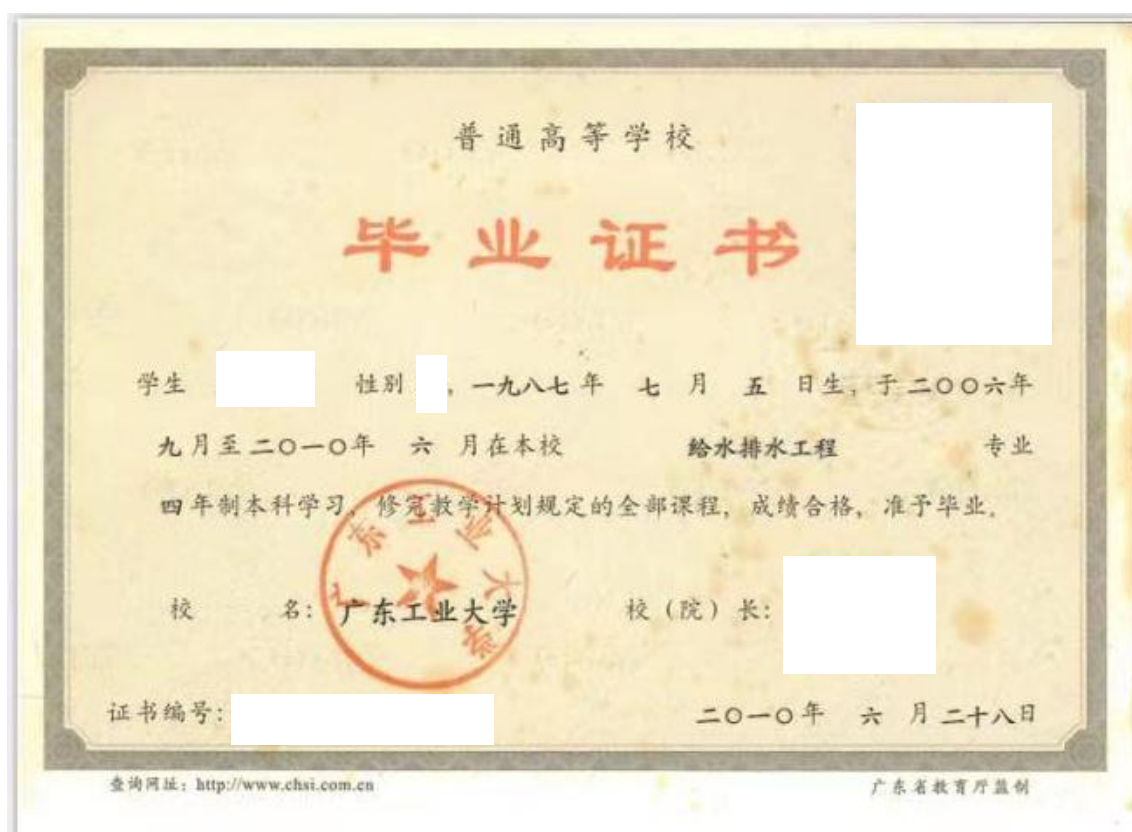 普通高等学校
毕业证书
学生 性别 ,一九八七年 七 月 五 日生,于二〇〇六年
九月至二〇一〇年 六 月在本校 给水排水工程 专业
四年制本科学习,修完教学计划规定的全部课程,成绩合格,准予毕业。
广东工业大学
校 名:广东工业大学 校(院)长:
证书编号: 二〇一〇年 六 月二十八日
查询网址:http://www.chsi.com.cn 广东省教育厅监制